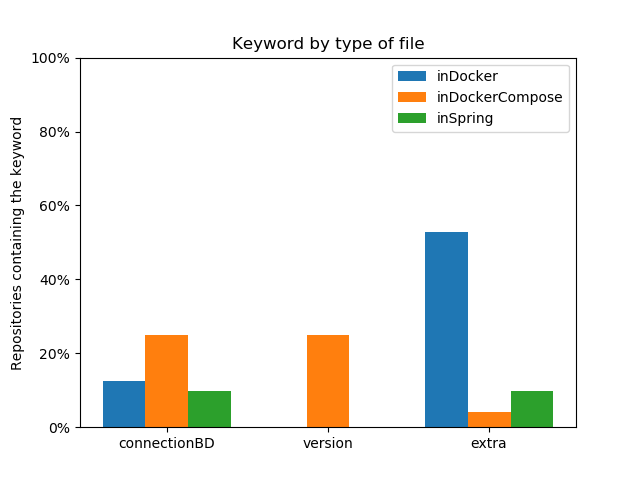 Keyword by type of file
Repositories containing the keyword
100%
80%
60%
40%
20%
0%
inDocker
inDockerCompose
inSpring
connectionBD
version
extra